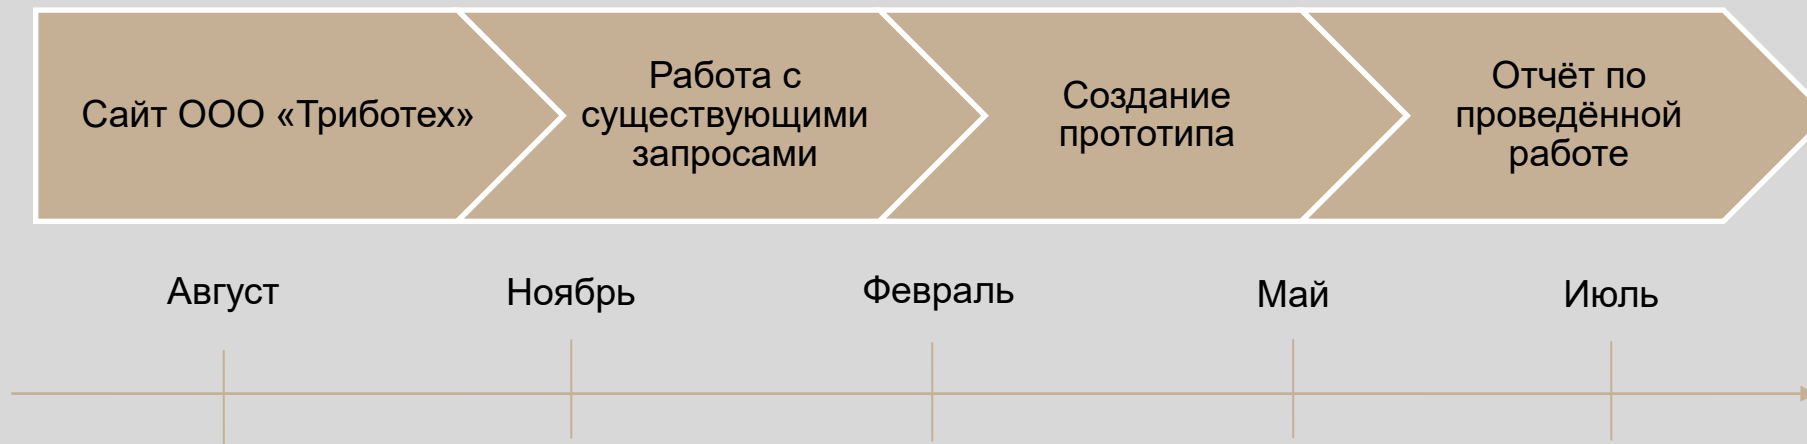 Сайт ООО «Триботех»
Работа с
существующими
запросами
Создание
прототипа
Отчёт по
проведённой
работе
Август
Ноябрь
Февраль
Май
Июль